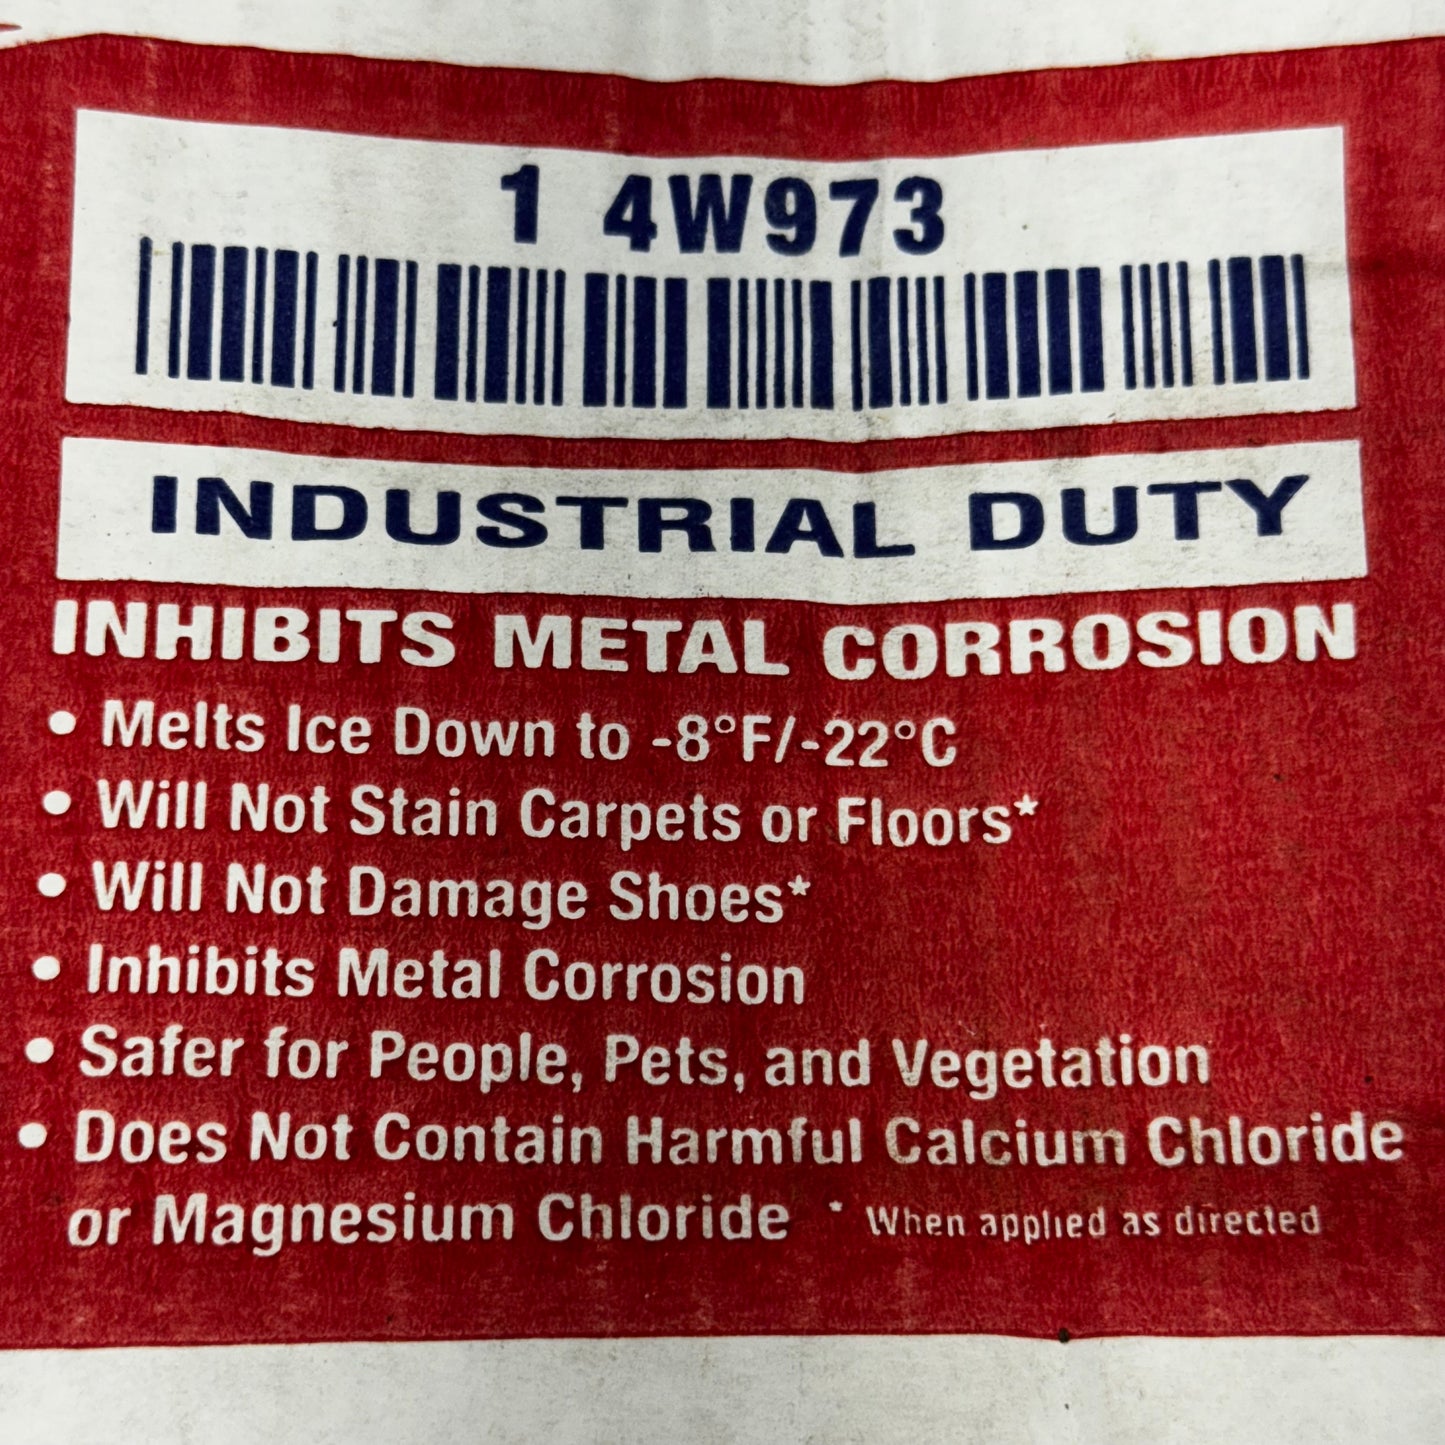 1 4W973
INDUSTRIAL DUTY
INHIBITS METAL CORROSION
• Melts Ice Down to -8°F/-22°C
• Will Not Stain Carpets or Floors*
• Will Not Damage Shoes*
• Inhibits Metal Corrosion
• Safer for People, Pets, and Vegetation
• Does Not Contain Harmful Calcium Chloride
or Magnesium Chloride * When applied as directed